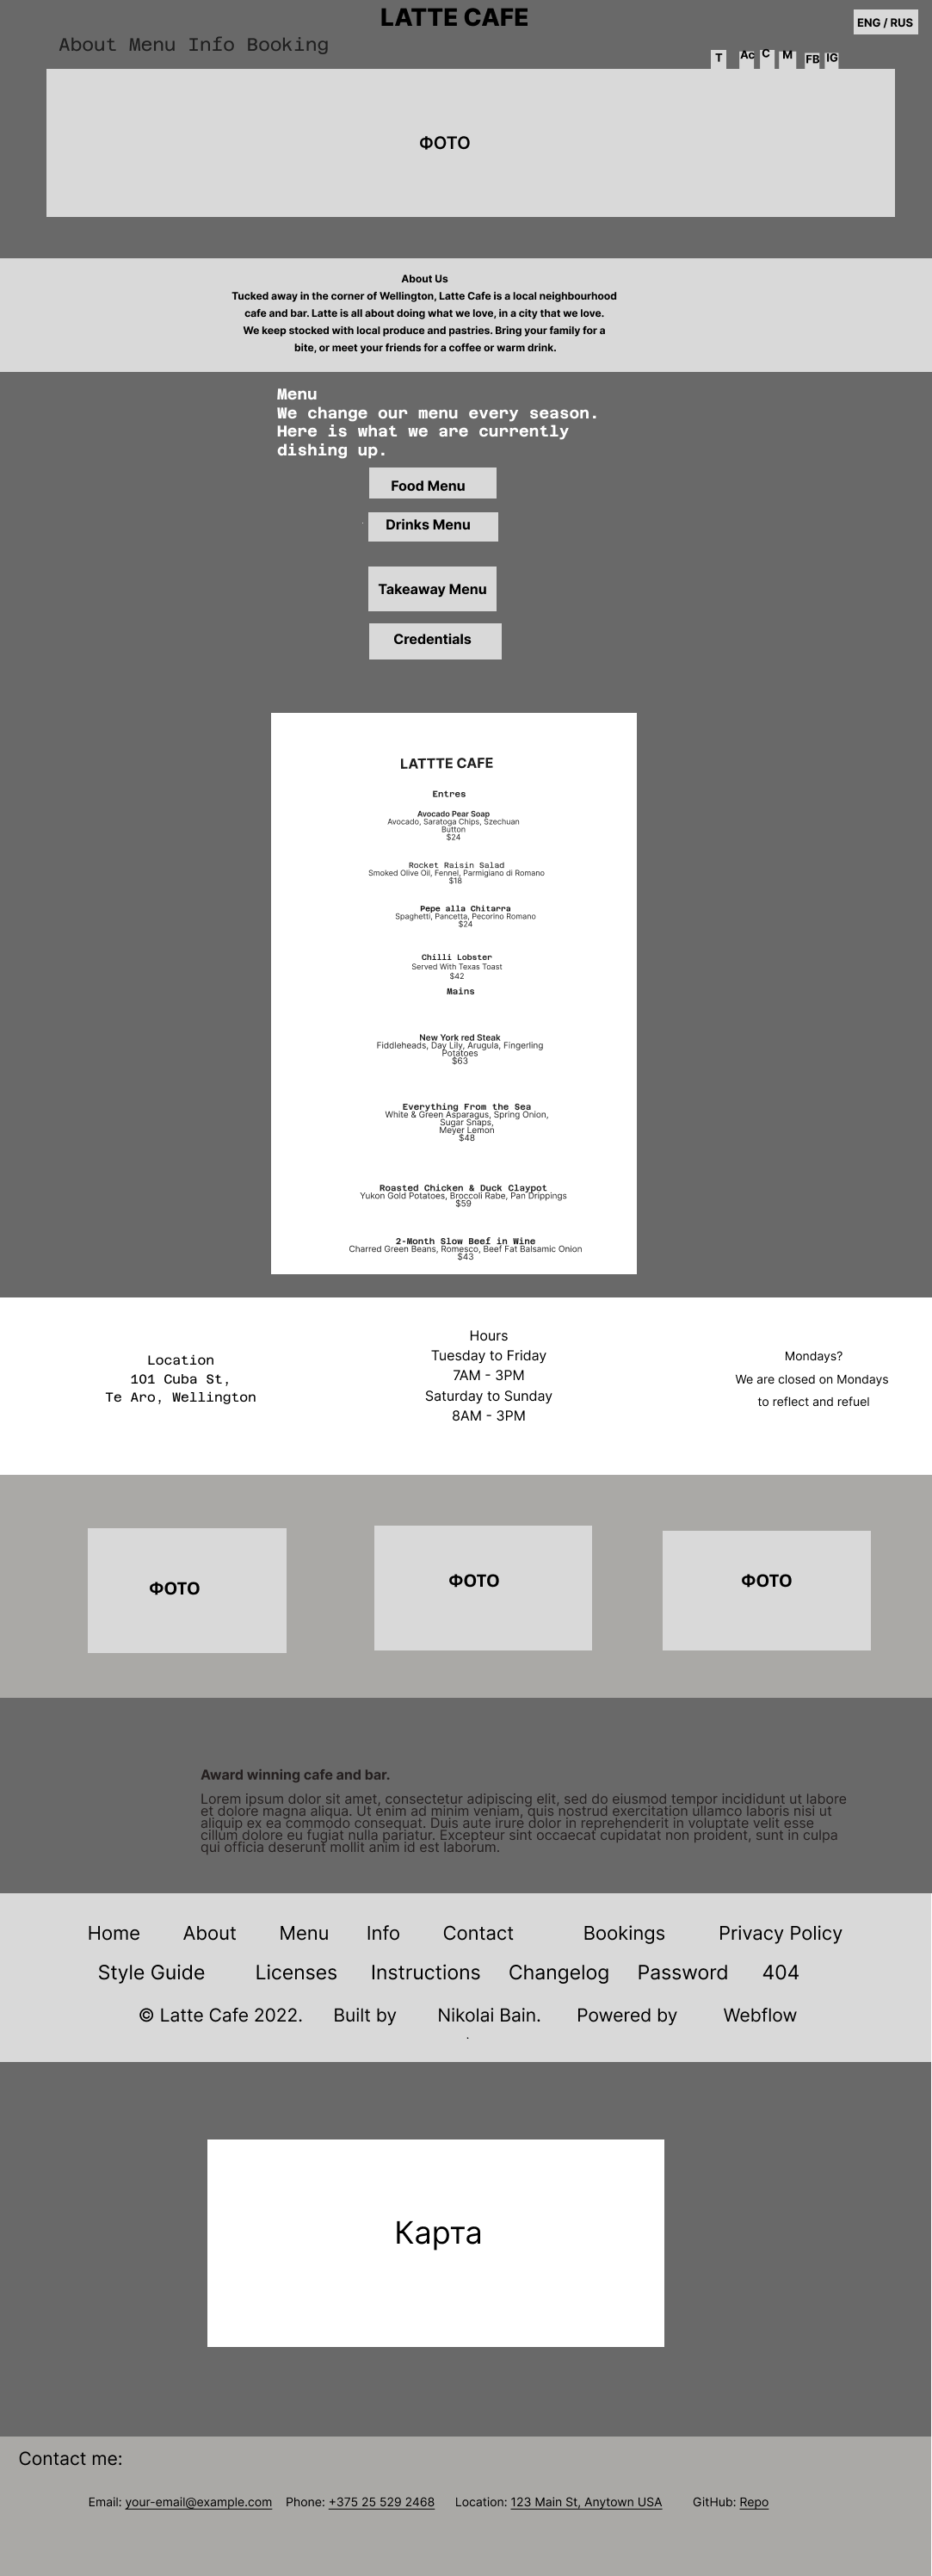 LATTE CAFE
ENG / RUS
About Menu Info Booking
T Ac C M FB IG
ФОТО
About Us
Tucked away in the corner of Wellington, Latte Cafe is a local neighbourhood
cafe and bar. Latte is all about doing what we love, in a city that we love.
We keep stocked with local produce and pastries. Bring your family for a
bite, or meet your friends for a coffee or warm drink.
Menu
We change our menu every season.
Here is what we are currently
dishing up.
Food Menu
Drinks Menu
Takeaway Menu
Credentials
LATTTE CAFE
Entres
Avocado Pear Soap
Avocado, Saratoga Chips, Szechuan
Button
$24
Rocket Raisin Salad
Smoked Olive Oil, Fennel, Parmigiano di Romano
$18
Pepe alla Chitarra
Spaghetti, Pancetta, Pecorino Romano
$24
Chilli Lobster
Served With Texas Toast
$42
Mains
New York red Steak
Fiddleheads, Day Lily, Arugula, Fingerling
Potatoes
$63
Everything From the Sea
White & Green Asparagus, Spring Onion,
Sugar Snaps,
Meyer Lemon
$48
Roasted Chicken & Duck Claypot
Yukon Gold Potatoes, Broccoli Rabe, Pan Drippings
$59
2-Month Slow Beef in Wine
Charred Green Beans, Romesco, Beef Fat Balsamic Onion
$43
Location
101 Cuba St,
Te Aro, Wellington
Hours
Tuesday to Friday
7AM - 3PM
Saturday to Sunday
8AM - 3PM
Mondays?
We are closed on Mondays
to reflect and refuel
ФОТО
ФОТО
ФОТО
Award winning cafe and bar.
Lorem ipsum dolor sit amet, consectetur adipiscing elit, sed do eiusmod tempor incididunt ut labore
et dolore magna aliqua. Ut enim ad minim veniam, quis nostrud exercitation ullamco laboris nisi ut
aliquip ex ea commodo consequat. Duis aute irure dolor in reprehenderit in voluptate velit esse
cillum dolore eu fugiat nulla pariatur. Excepteur sint occaecat cupidatat non proident, sunt in culpa
qui officia deserunt mollit anim id est laborum.
Home About Menu Info Contact Bookings Privacy Policy
Style Guide Licenses Instructions Changelog Password 404
© Latte Cafe 2022. Built by Nikolai Bain. Powered by Webflow
.
Карта
Contact me:
Email: your-email@example.com Phone: +375 25 529 2468 Location: 123 Main St, Anytown USA GitHub: Repo